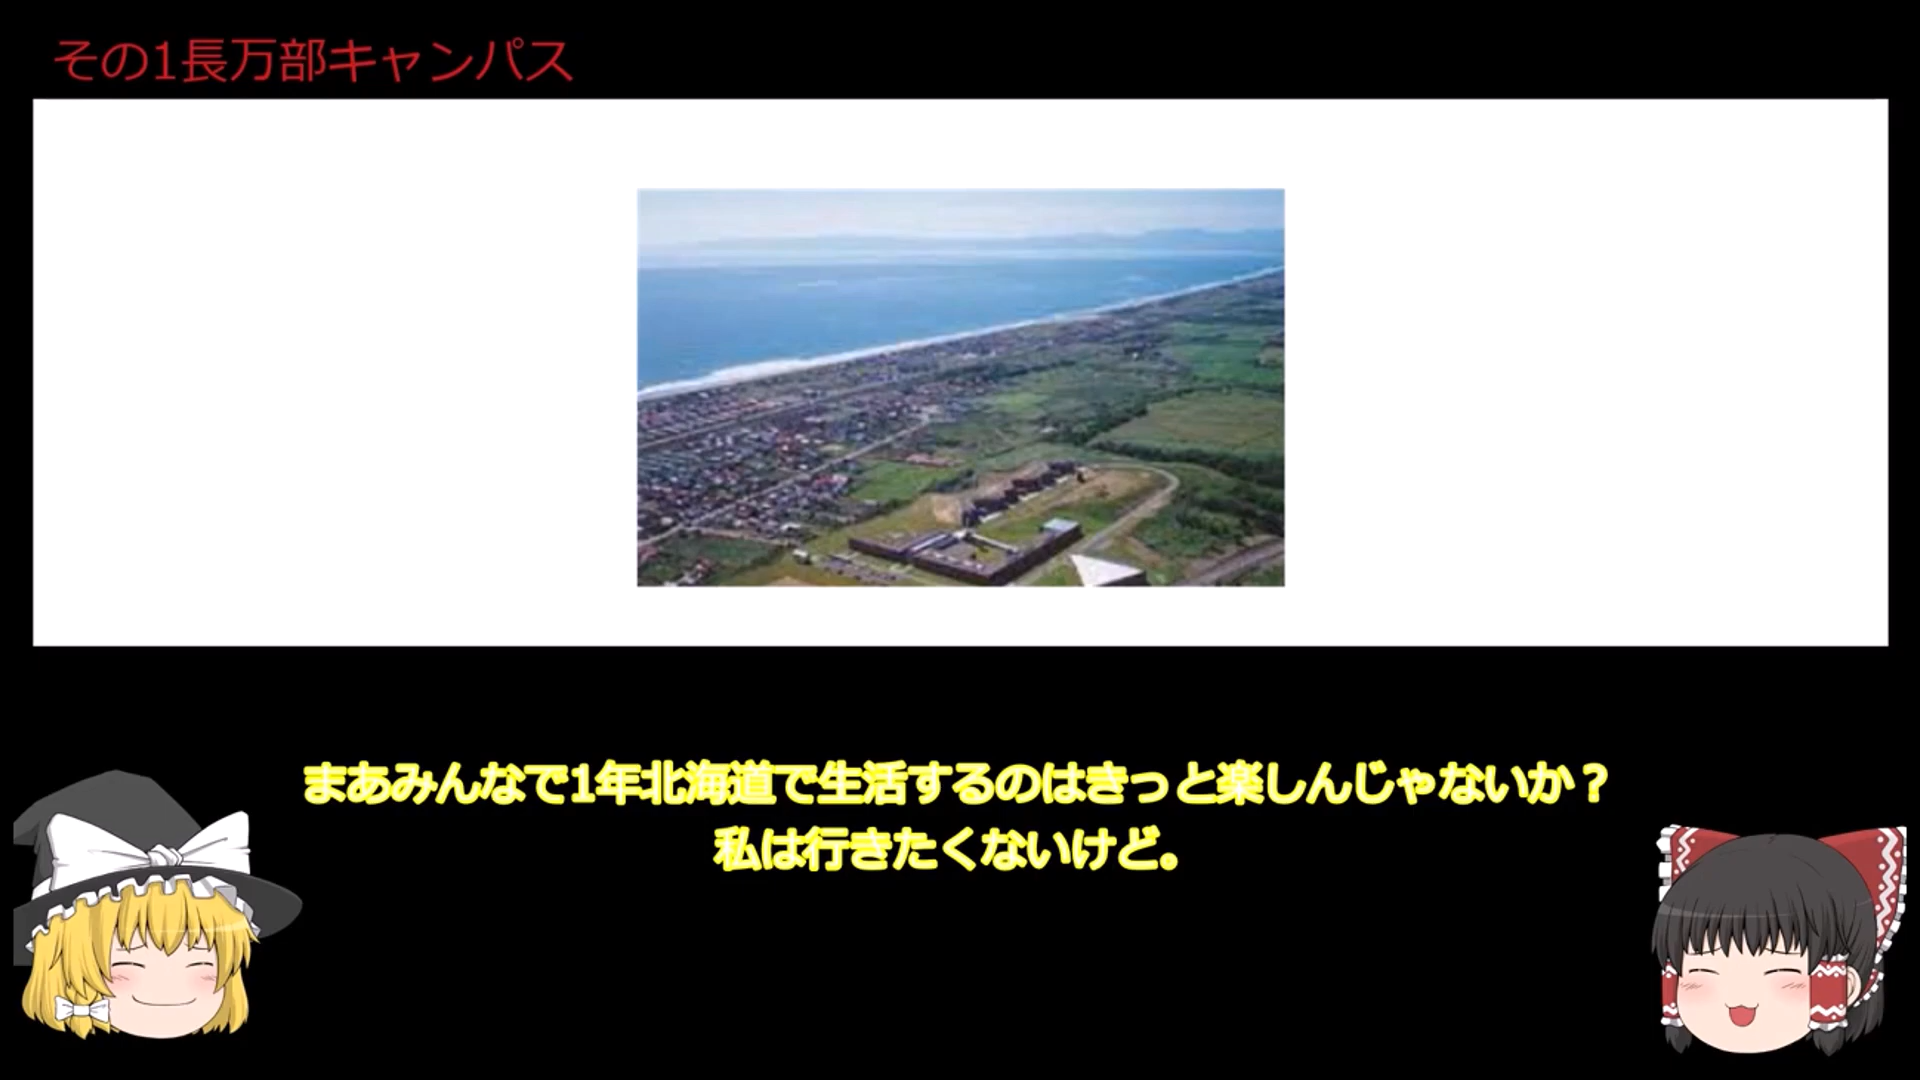 その1長万部キャンパス
まあみんなで1年北海道で生活するのはきっと楽しんじゃないか？
私は行きたくないけど。